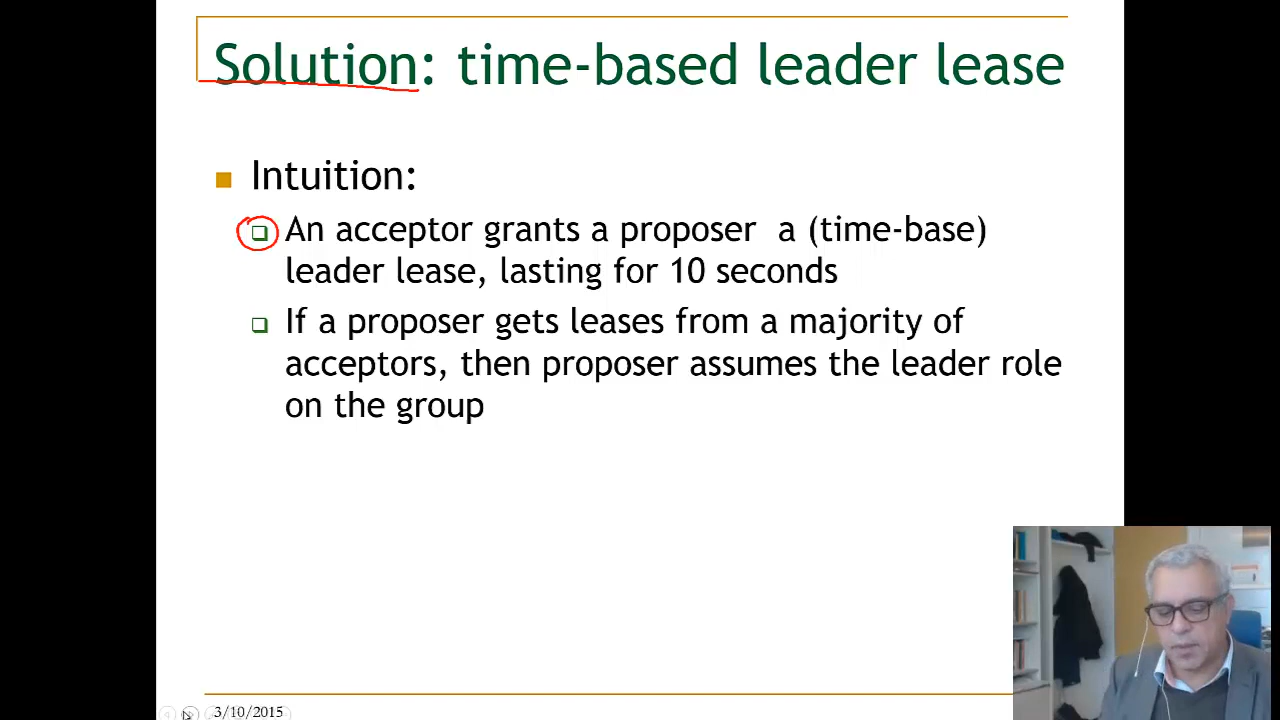 Solution: time-based leader lease
Intuition:
An acceptor grants a proposer a (time-base)
leader lease, lasting for 10 seconds
If a proposer gets leases from a majority of
acceptors, then proposer assumes the leader role
on the group
3/10/2015